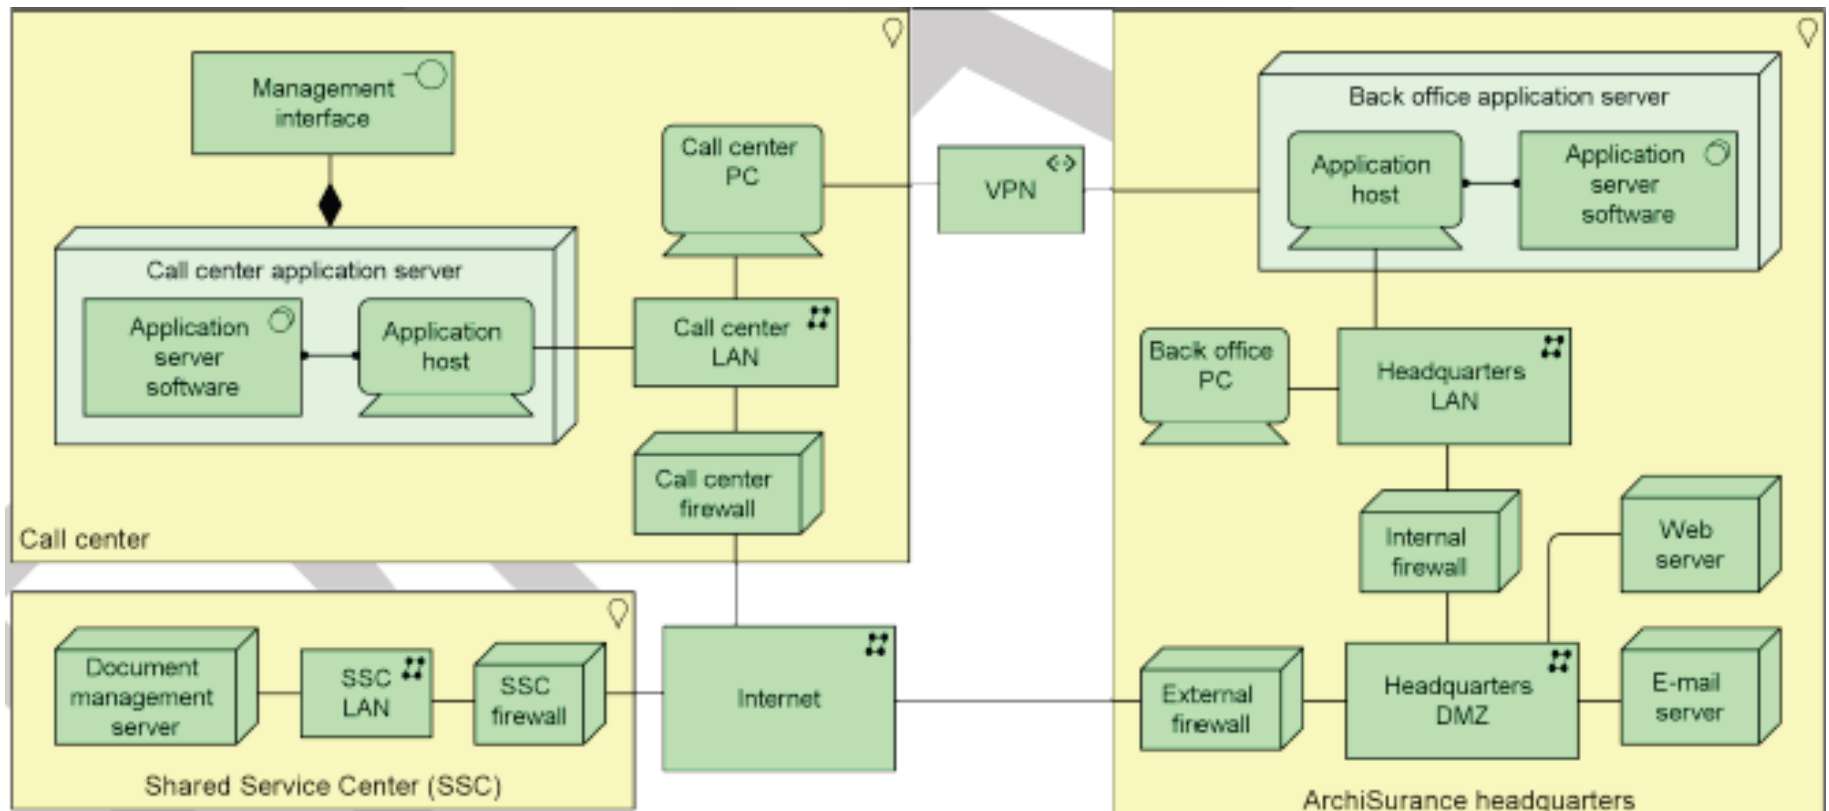 Management
interface
Call center
PC
Call center application server
Application
server
software
Application
host
Call center
LAN
Call center
firewall
Call center
VPN
Back office application server
Application
host
Application
server
software
Back office
PC
Headquarters
LAN
Internal
firewall
Web
server
External
firewall
Headquarters
DMZ
E-mail
server
ArchiSurance headquarters
Document
management
server
SSC
LAN
SSC
firewall
Shared Service Center (SSC)
Internet